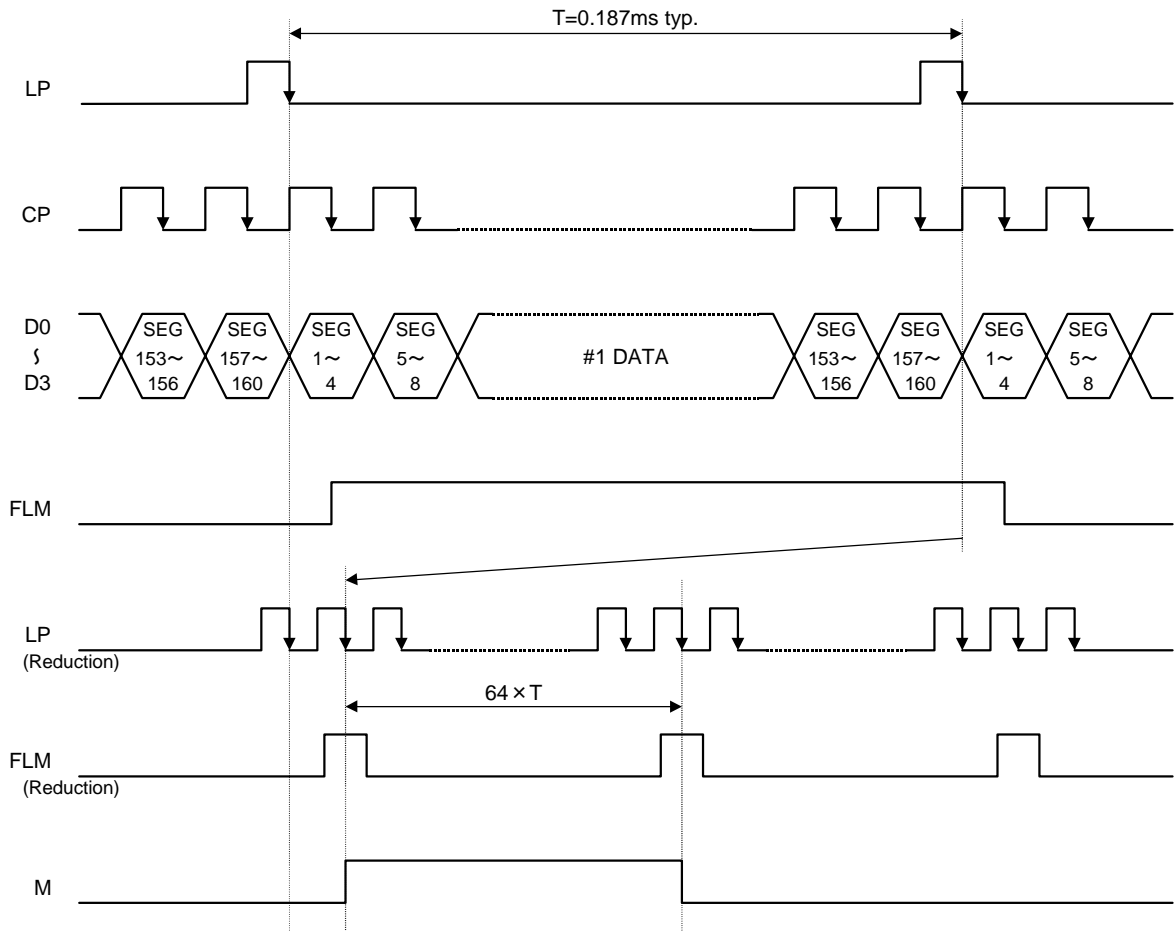 T=0.187ms typ.
LP
CP
D0
∫
D3
SEG
153～
156
SEG
157～
160
SEG
1～
4
SEG
5～
8
#1 DATA
SEG
153～
156
SEG
157～
160
SEG
1～
4
SEG
5～
8
FLM
LP
(Reduction)
64×T
FLM
(Reduction)
M